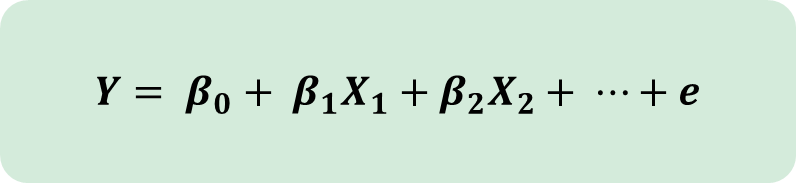 Y = β₀ + β₁X₁ + β₂X₂ + ⋯ + e